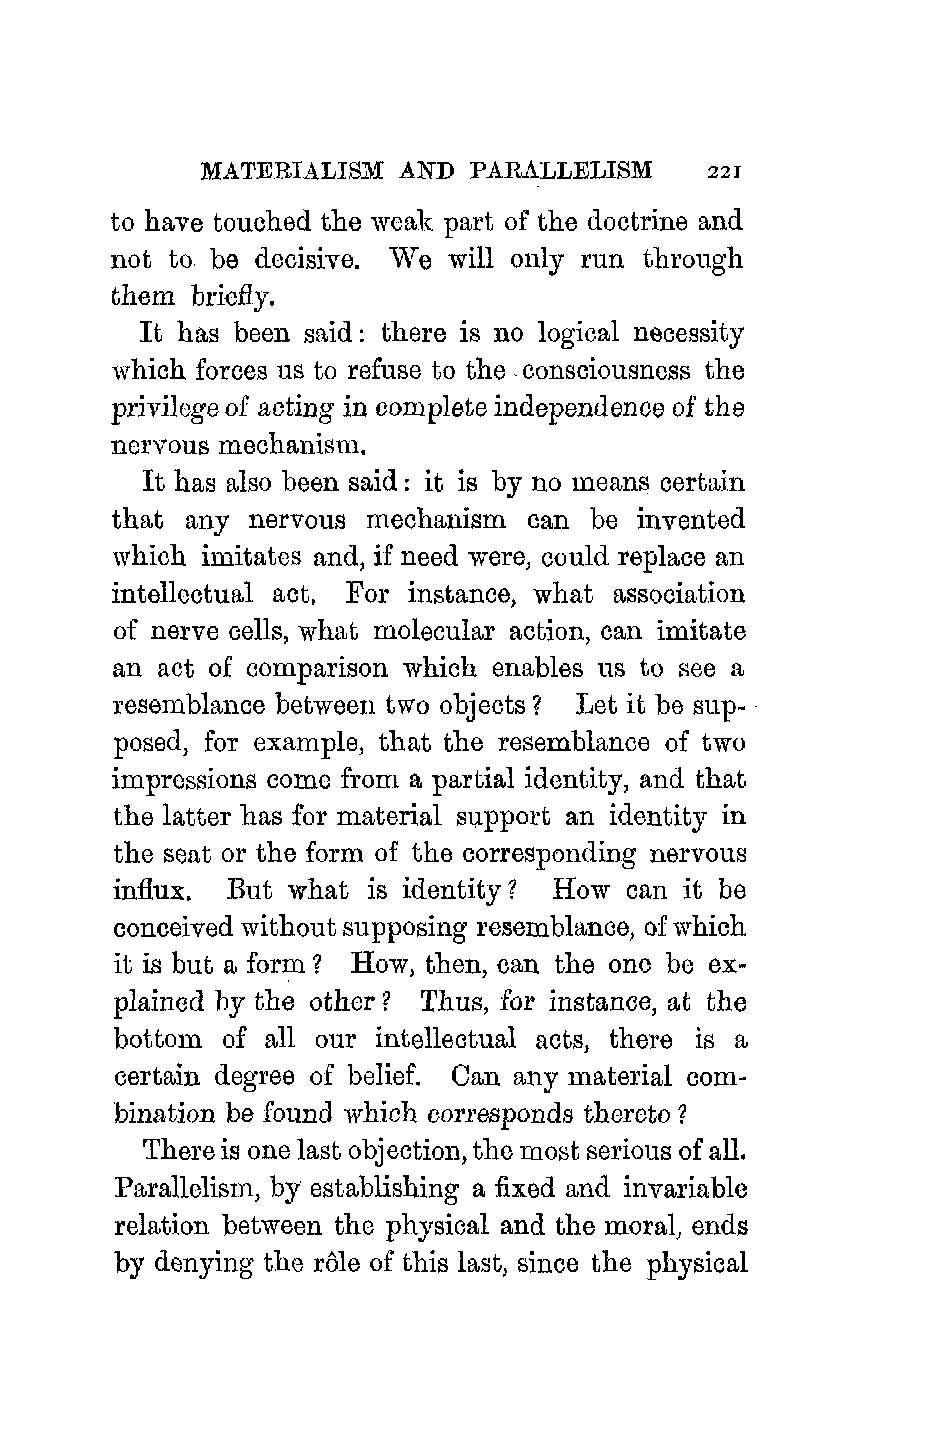 MATERIALISM AND PARALLELISM 221
to have touched the weak part of the doctrine and
not to be decisive. We will only run through
them briefly.
It has been said: there is no logical necessity
which forces us to refuse to the consciousness the
privilege of acting in complete independence of the
nervous mechanism.
It has also been said: it is by no means certain
that any nervous mechanism can be invented
which imitates and, if need were, could replace an
intellectual act. For instance, what association
of nerve cells, what molecular action, can imitate
an act of comparison which enables us to see a
resemblance between two objects? Let it be sup-
posed, for example, that the resemblance of two
impressions come from a partial identity, and that
the latter has for material support an identity in
the seat or the form of the corresponding nervous
influx. But what is identity? How can it be
conceived without supposing resemblance, of which
it is but a form? How, then, can the one be ex-
plained by the other? Thus, for instance, at the
bottom of all our intellectual acts, there is a
certain degree of belief. Can any material com-
bination be found which corresponds thereto?
There is one last objection, the most serious of all.
Parallelism, by establishing a fixed and invariable
relation between the physical and the moral, ends
by denying the rôle of this last, since the physical